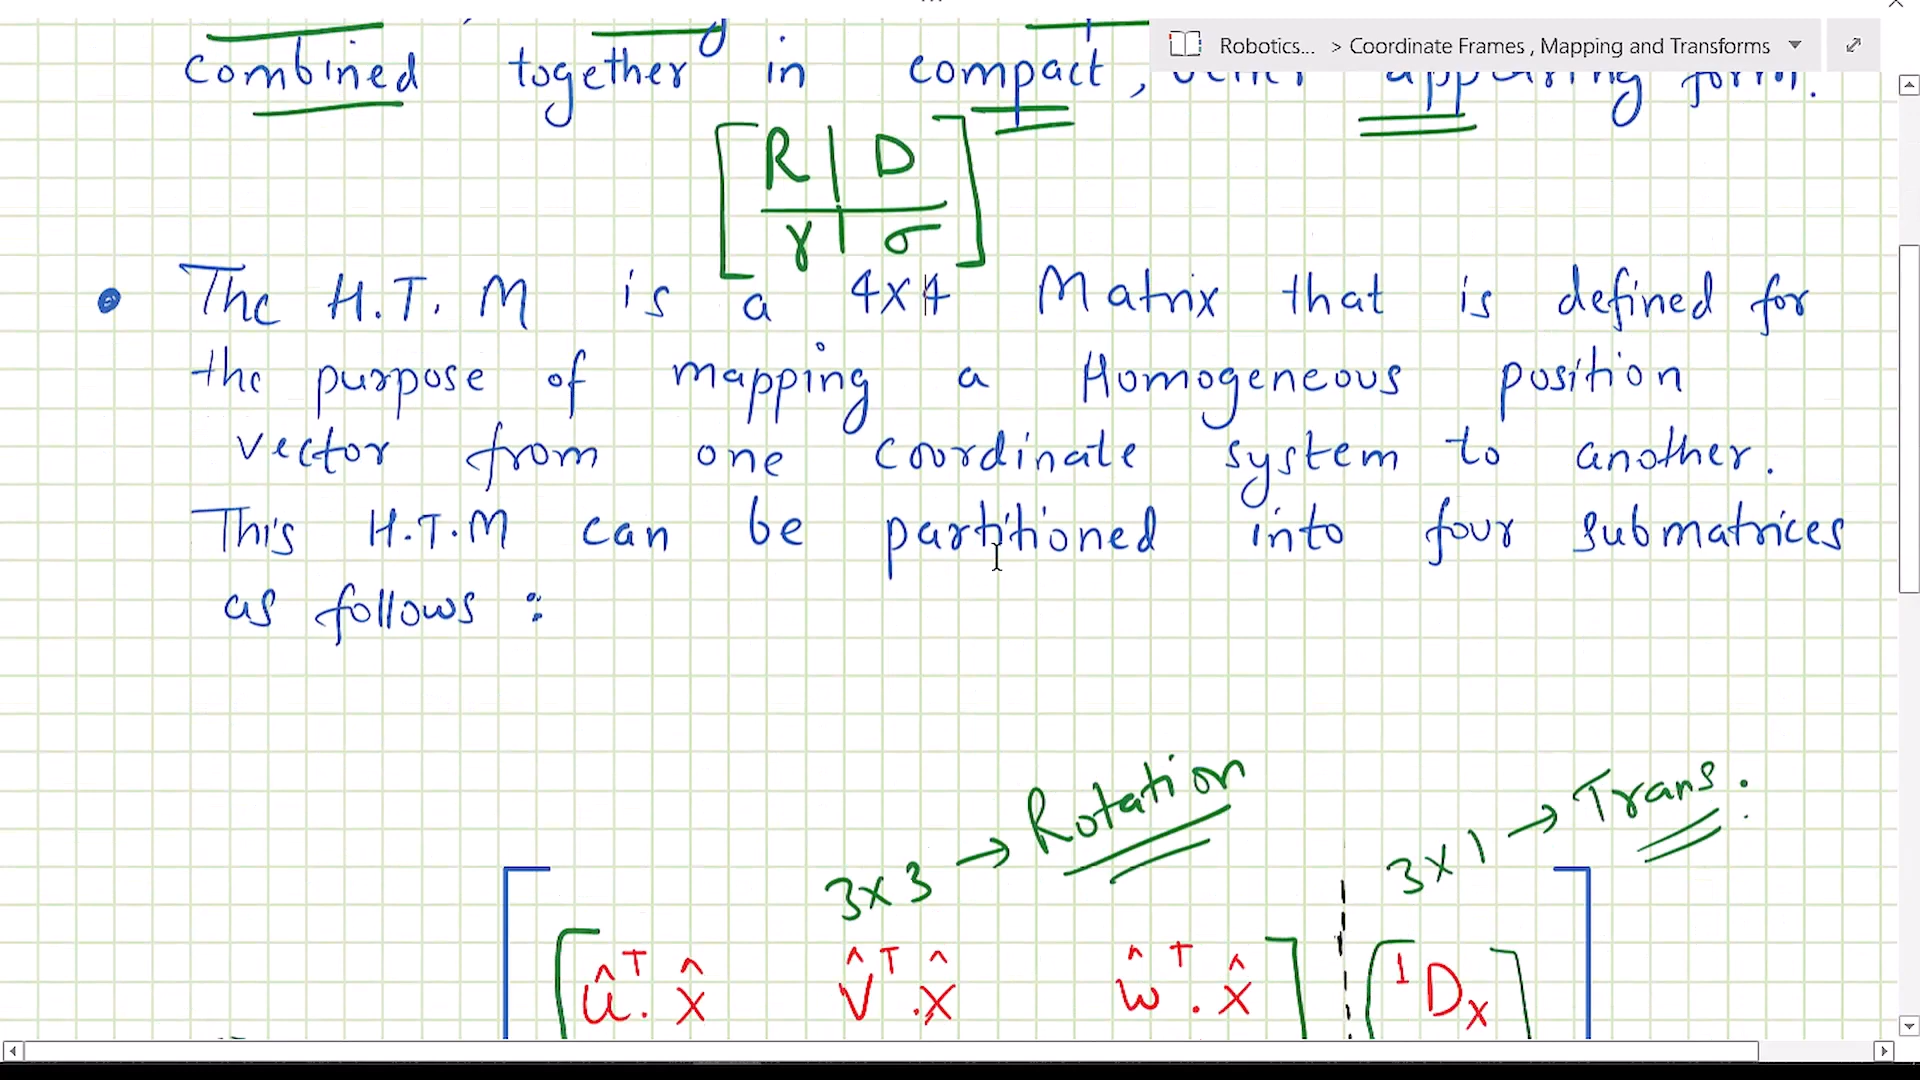 Robotics... > Coordinate Frames , Mapping and Transforms
combined together in compact, form.
R | D
γ | σ
The H.T.M is a 4x4 Matrix that is defined for
the purpose of mapping a Homogeneous position
vector from one coordinate system to another.
This H.T.M can be partitioned into four submatrices
as follows :
3x3 → Rotation 3x1 → Trans.
û^T . x̂ v̂^T . x̂ ŵ^T . x̂ ¹Dx